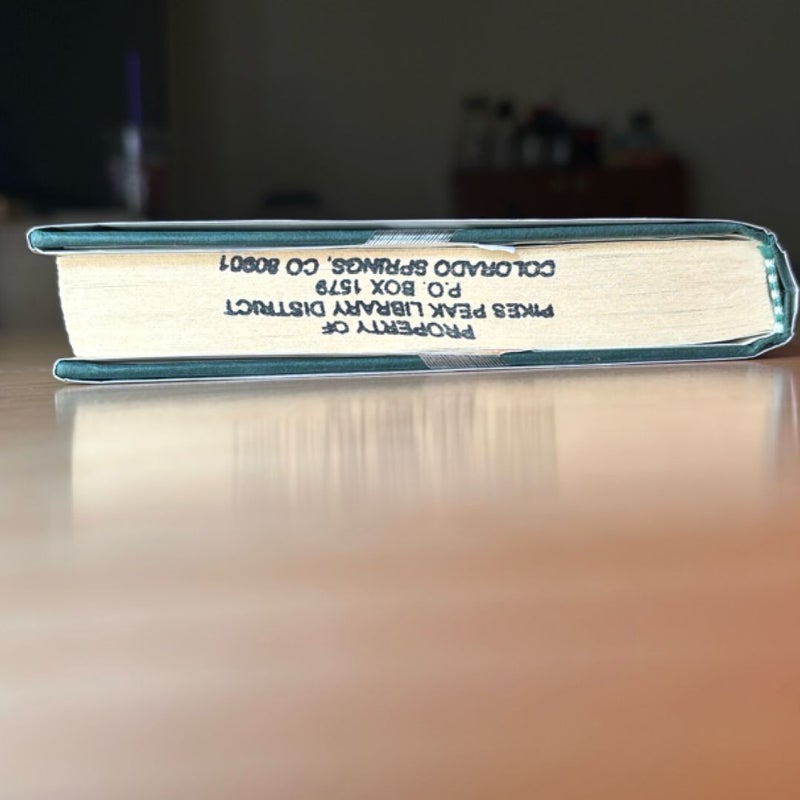 PROPERTY OF
PIKES PEAK LIBRARY DISTRICT
P.O. BOX 1579
COLORADO SPRINGS, CO 80901